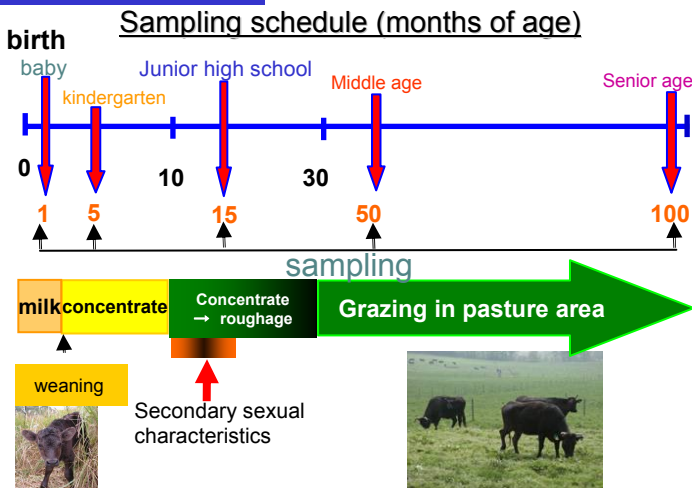 Sampling schedule (months of age)
birth
baby
kindergarten
Junior high school
Middle age
Senior age
0
10
30
1
5
15
50
100
sampling
milk
concentrate
Concentrate
→ roughage
Grazing in pasture area
weaning
Secondary sexual
characteristics